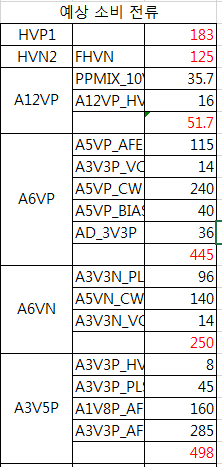 예상 소비 전류
HVP1 183
HVN2 FHVN 125
A12VP PPMIX_10V 35.7
A12VP_HV 16
51.7
A6VP A5VP_AFE 115
A3V3P_VC 14
A5VP_CW 240
A5VP_BIAS 40
AD_3V3P 36
445
A6VN A3V3N_PL 96
A5VN_CW 140
A3V3N_VC 14
250
A3V5P A3V3P_HV 8
A3V3P_PLS 45
A1V8P_AF 160
A3V3P_AF 285
498